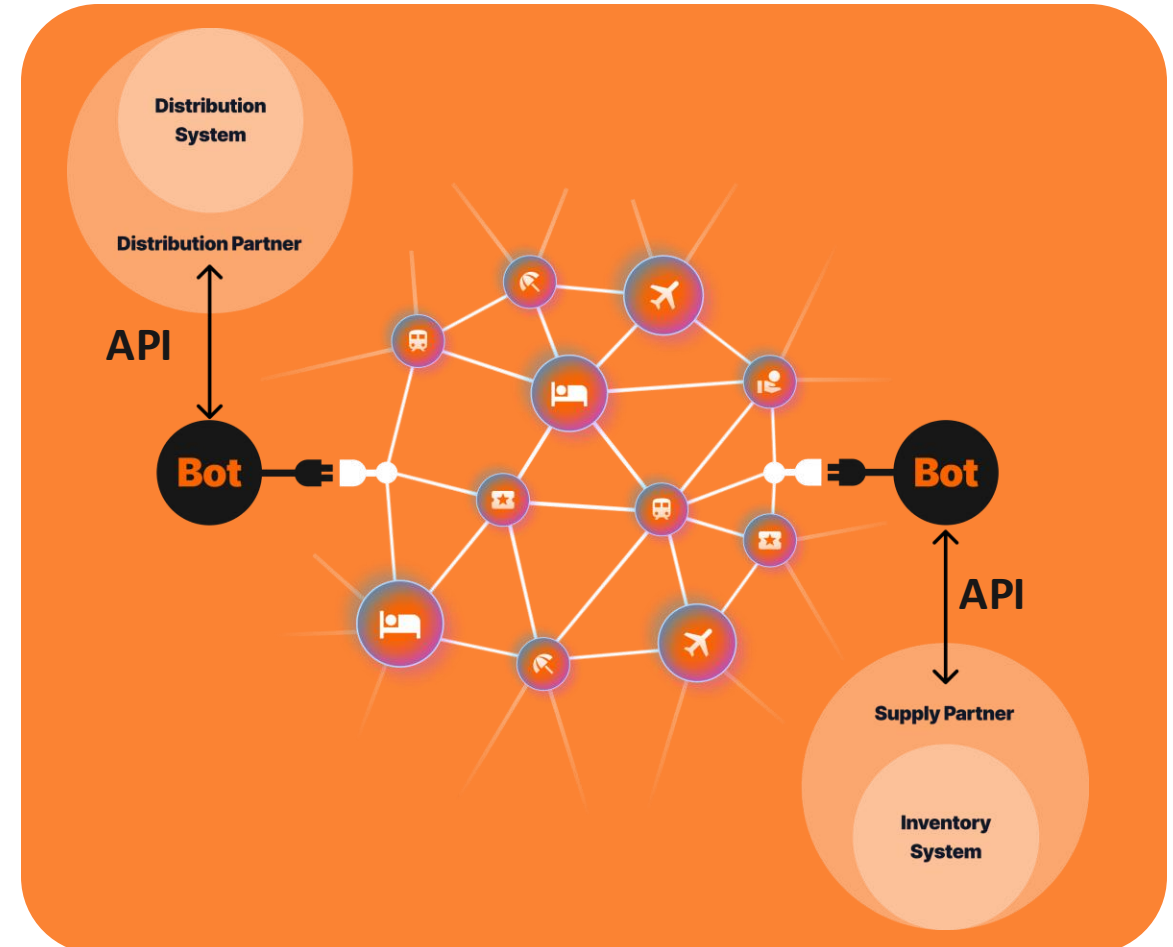 Distribution
System
Distribution Partner
API
Bot
Bot
API
Supply Partner
Inventory
System